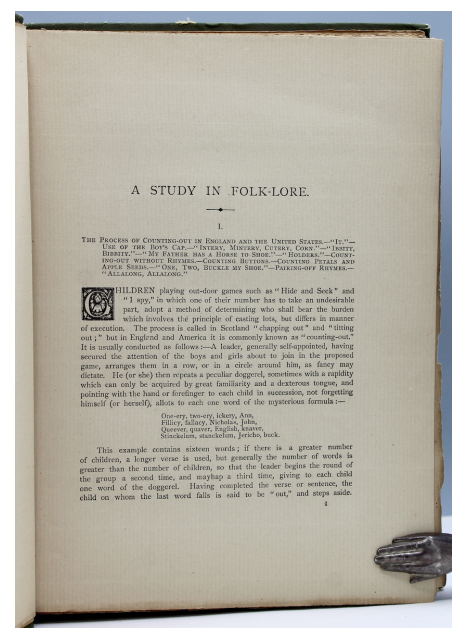 A STUDY IN FOLK-LORE.
I.
THE PROCESS OF COUNTING-OUT IN ENGLAND AND THE UNITED STATES.—"IT."—
USE OF THE BOY'S CAP.—"INTERY, MINTERY, CUTERY, CORN."—"IBBITY,
BIBBITY."—"MY FATHER HAS A HORSE TO SHOE."—"HOLDERS."—COUNT-
ING-OUT WITHOUT RHYMES.—COUNTING BUTTONS.—COUNTING PETALS AND
APPLE SEEDS.—"ONE, TWO, BUCKLE MY SHOE."—PAIRING-OFF RHYMES.—
"ALLALONG, ALLALONG."
CHILDREN playing out-door games such as "Hide and Seek" and
"I spy," in which one of their number has to take an undesirable
part, adopt a method of determining who shall bear the burden
which involves the principle of casting lots, but differs in manner
of execution. The process is called in Scotland "chapping out" and "titting
out;" but in England and America it is commonly known as "counting-out."
It is usually conducted as follows:—A leader, generally self-appointed, having
secured the attention of the boys and girls about to join in the proposed
game, arranges them in a row, or in a circle around him, as fancy may
dictate. He (or she) then repeats a peculiar doggerel, sometimes with a rapidity
which can only be acquired by great familiarity and a dexterous tongue, and
pointing with the hand or forefinger to each child in succession, not forgetting
himself (or herself), allots to each one word of the mysterious formula:—
One-ery, two-ery, ickery, Ann,
Fillicy, fallacy, Nicholas, John,
Queever, quaver, English, knaver,
Stinckelum, stanckelum, Jericho, buck.
This example contains sixteen words; if there is a greater number
of children, a longer verse is used, but generally the number of words is
greater than the number of children, so that the leader begins the round of
the group a second time, and mayhap a third time, giving to each child
one word of the doggerel. Having completed the verse or sentence, the
child on whom the last word falls is said to be "out," and steps aside.
4